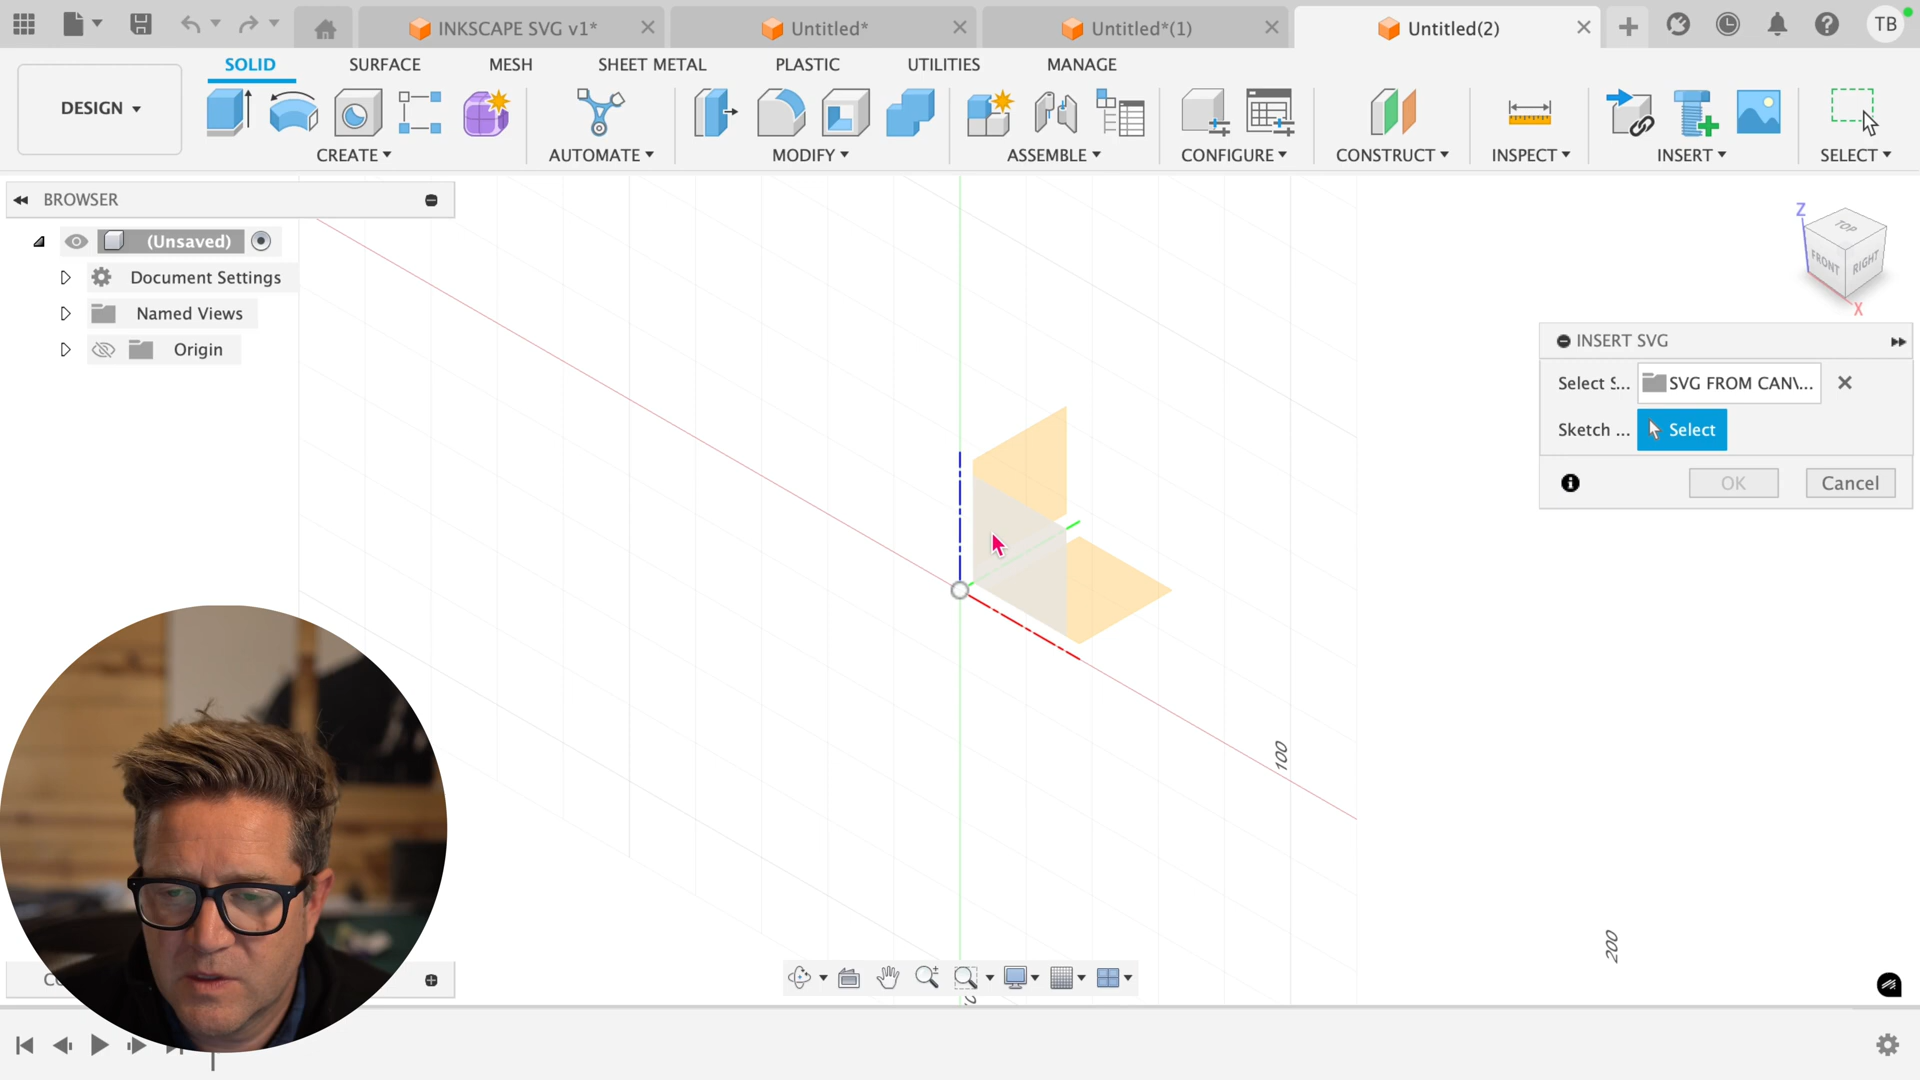 INKSCAPE SVG v1*
Untitled*
Untitled*(1)
Untitled(2)
TB
DESIGN
SOLID
SURFACE
MESH
SHEET METAL
PLASTIC
UTILITIES
MANAGE
CREATE
AUTOMATE
MODIFY
ASSEMBLE
CONFIGURE
CONSTRUCT
INSPECT
INSERT
SELECT
BROWSER
(Unsaved)
Document Settings
Named Views
Origin
Z
TOP
FRONT
RIGHT
X
INSERT SVG
Select S...
SVG FROM CAN\...
Sketch ...
Select
OK
Cancel
100
200